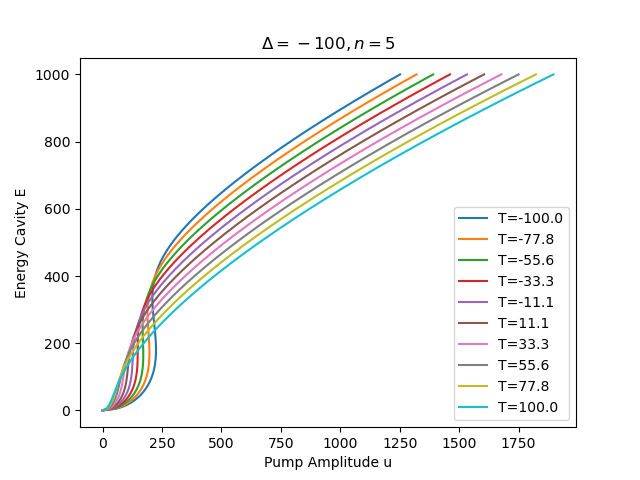 Δ = −100, n = 5
1000
800
600
400
200
0
Energy Cavity E
T=-100.0
T=-77.8
T=-55.6
T=-33.3
T=-11.1
T=11.1
T=33.3
T=55.6
T=77.8
T=100.0
0 250 500 750 1000 1250 1500 1750
Pump Amplitude u